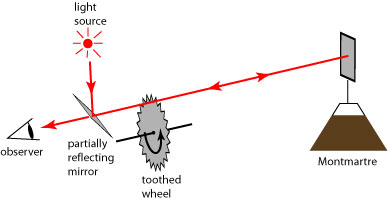 light
source
observer
partially
reflecting
mirror
toothed
wheel
Montmartre